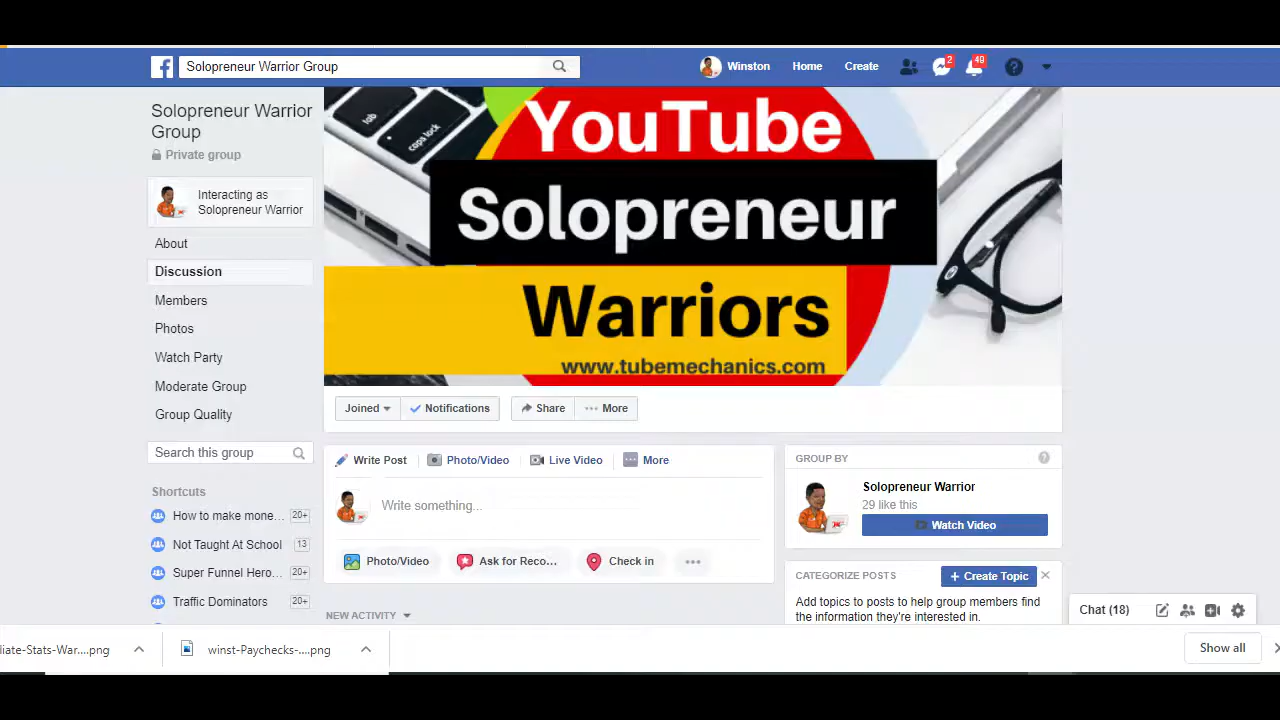 Solopreneur Warrior Group
Winston
Home
Create
2
49
Solopreneur Warrior
Group
Private group
Interacting as
Solopreneur Warrior
About
Discussion
Members
Photos
Watch Party
Moderate Group
Group Quality
Search this group
Shortcuts
How to make mone... 20+
Not Taught At School 13
Super Funnel Hero... 20+
Traffic Dominators 20+
tab
caps lock
YouTube
Solopreneur
Warriors
www.tubemechanics.com
Joined
Notifications
Share
More
Write Post
Photo/Video
Live Video
More
Write something...
Photo/Video
Ask for Reco...
Check in
NEW ACTIVITY
GROUP BY
Solopreneur Warrior
29 like this
Watch Video
CATEGORIZE POSTS
+ Create Topic
Add topics to posts to help group members find
the information they're interested in.
Chat (18)
liate-Stats-War....png
winst-Paychecks-....png
Show all